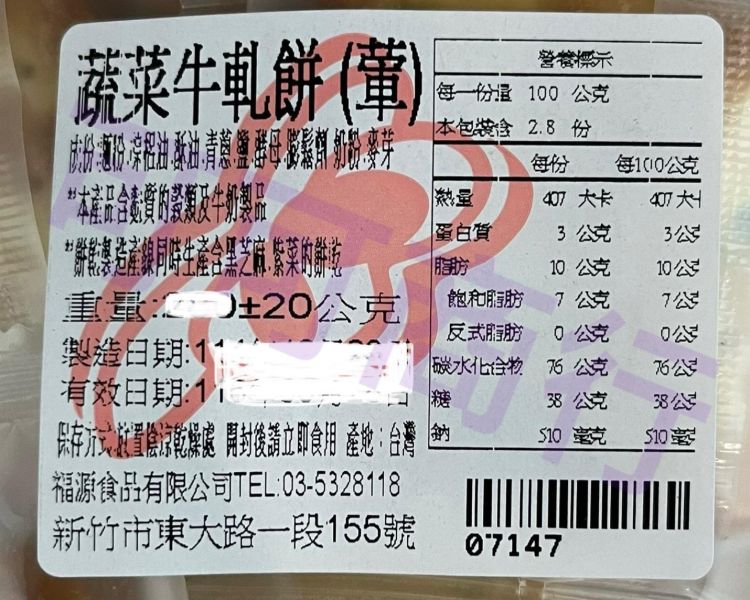 蔬菜牛軋餅(葷)
成份:麵粉.棕梠油.酥油.青蔥.鹽.酵母.膨鬆劑.奶粉.麥芽
*本產品含麩質的穀類及牛奶製品
*餅乾製造產線同時生產含黑芝麻.紫菜的餅乾
重量: 0±20公克
製造日期:11
有效日期:11
保存方式:放置陰涼乾燥處 開封後請立即食用 產地:台灣
福源食品有限公司TEL:03-5328118
新竹市東大路一段155號
營養標示
每一份量 100 公克
本包裝含 2.8 份
每份 每100公克
熱量 407 大卡 407 大卡
蛋白質 3 公克 3 公克
脂肪 10 公克 10 公克
飽和脂肪 7 公克 7 公克
反式脂肪 0 公克 0 公克
碳水化合物 76 公克 76 公克
糖 38 公克 38 公克
鈉 510 毫克 510 毫克
07147